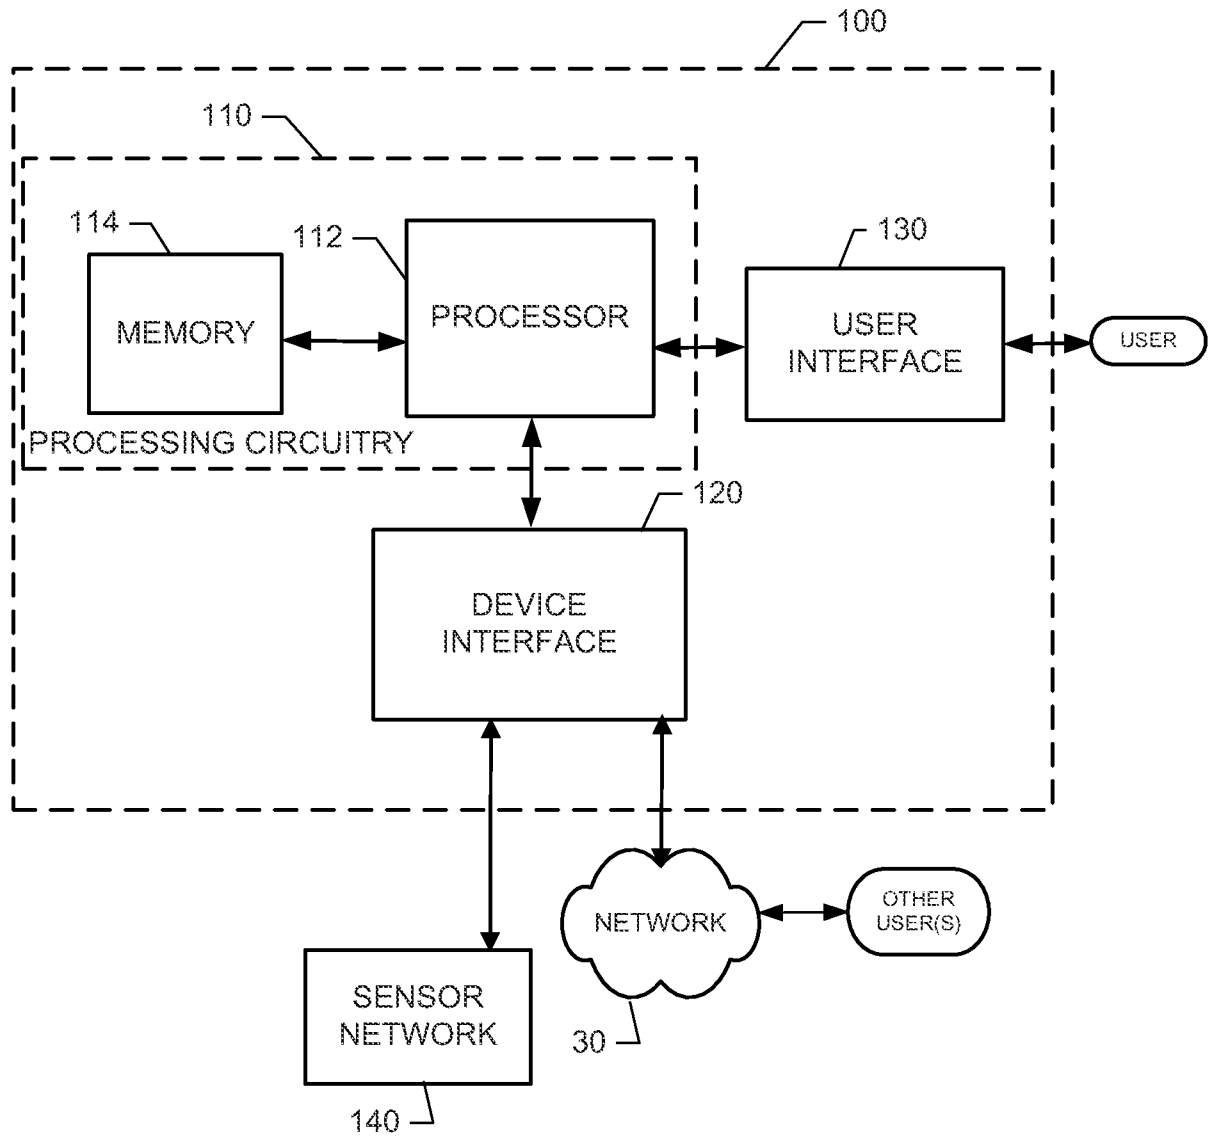 100
110
114
112
130
MEMORY
PROCESSOR
USER
INTERFACE
USER
PROCESSING CIRCUITRY
120
DEVICE
INTERFACE
OTHER
USER(S)
NETWORK
SENSOR
NETWORK
30
140